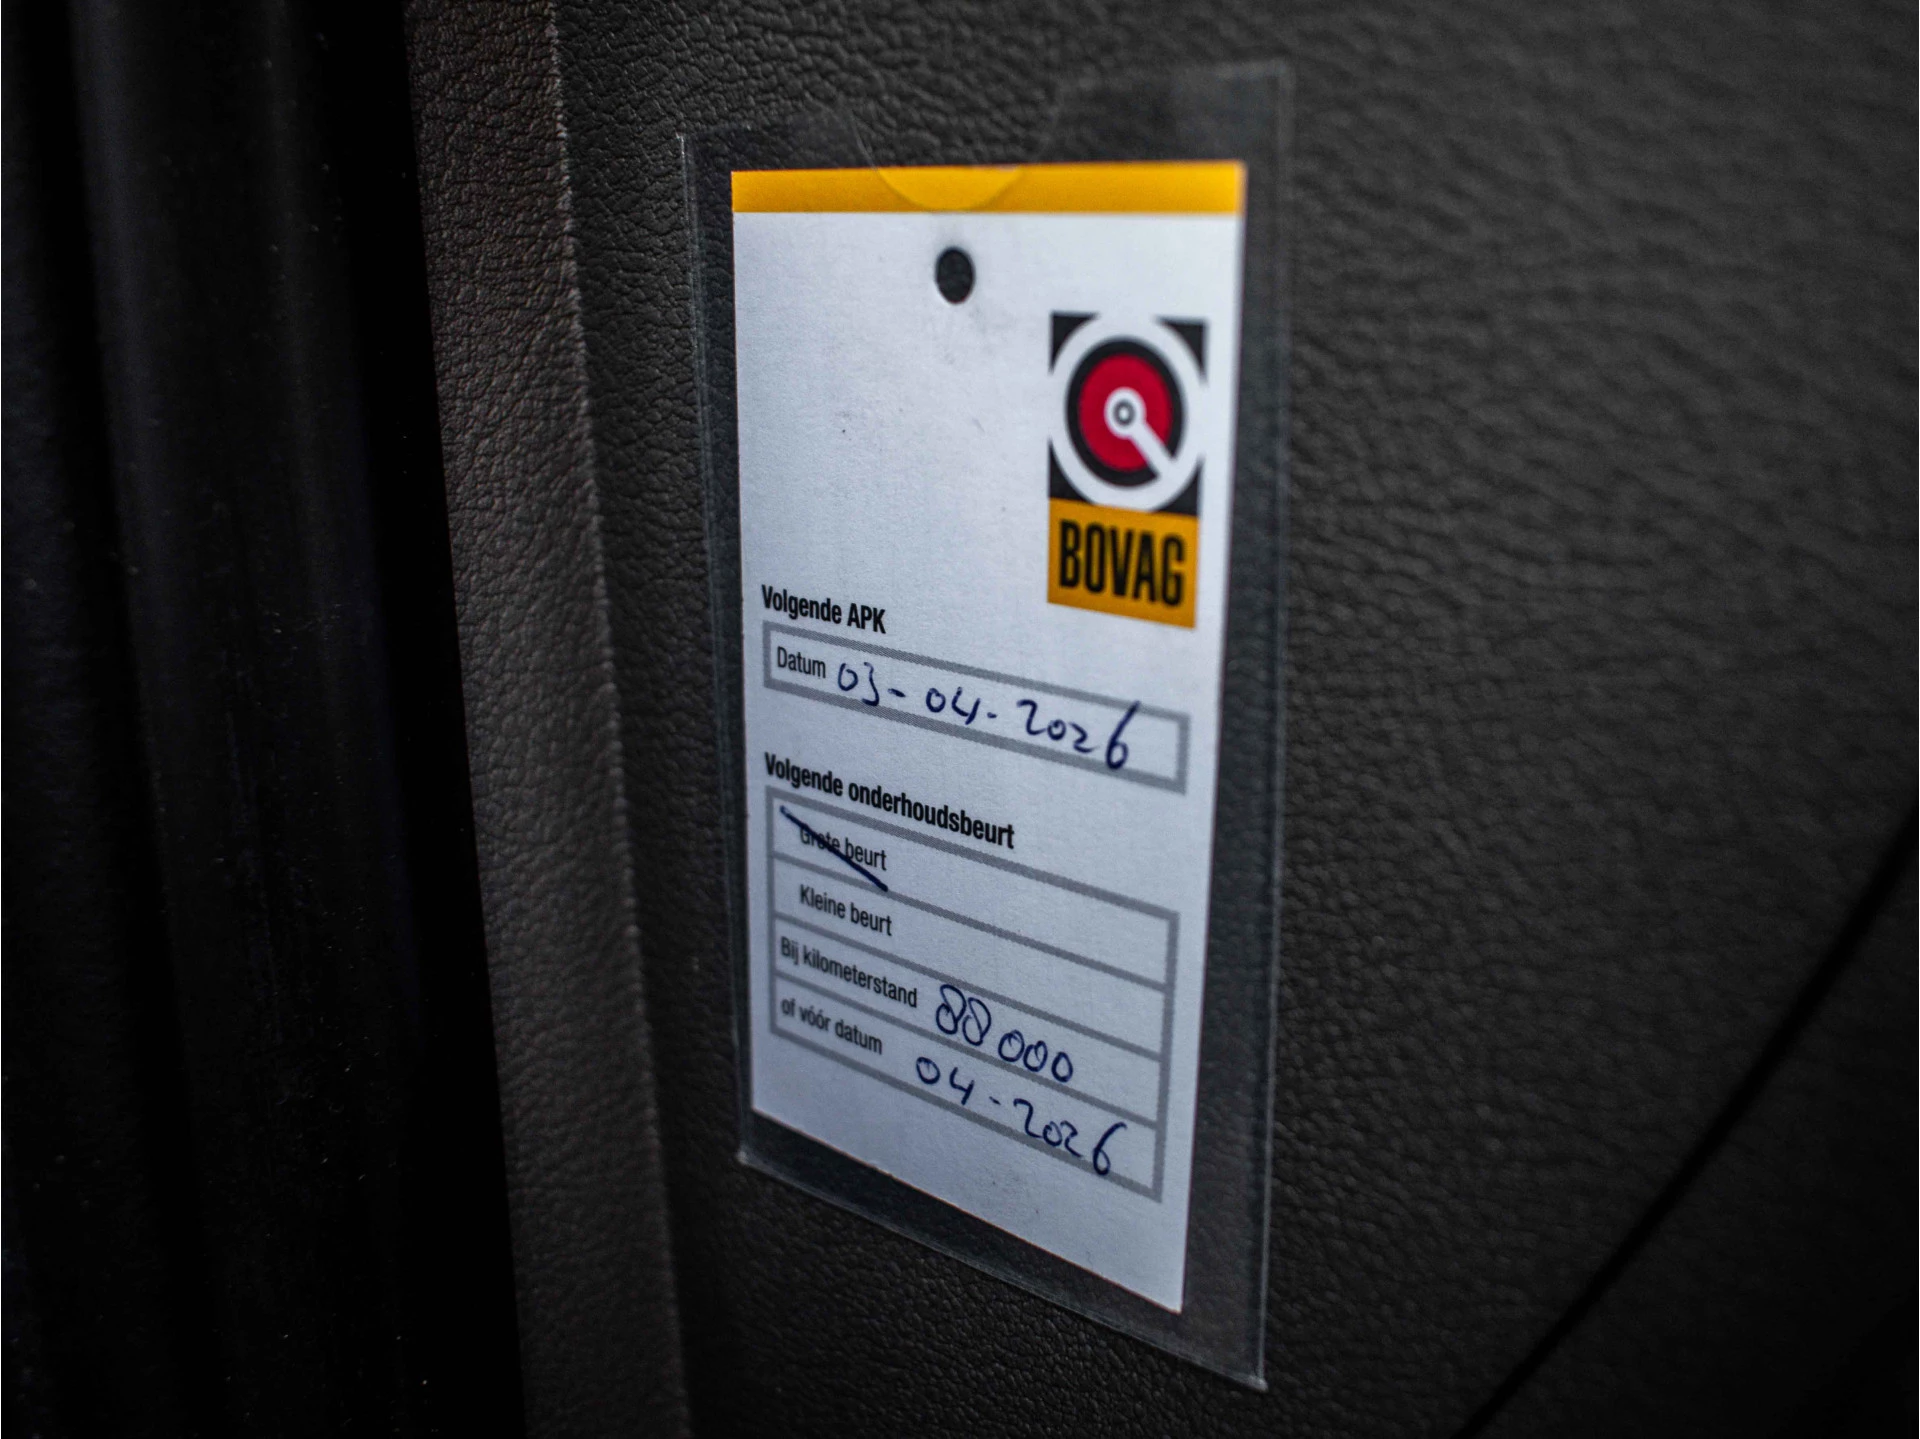 BOVAG
Volgende APK
Datum 03-04-2026
Volgende onderhoudsbeurt
Grote beurt
Kleine beurt
Bij kilometerstand 88000
of vóór datum 04-2026